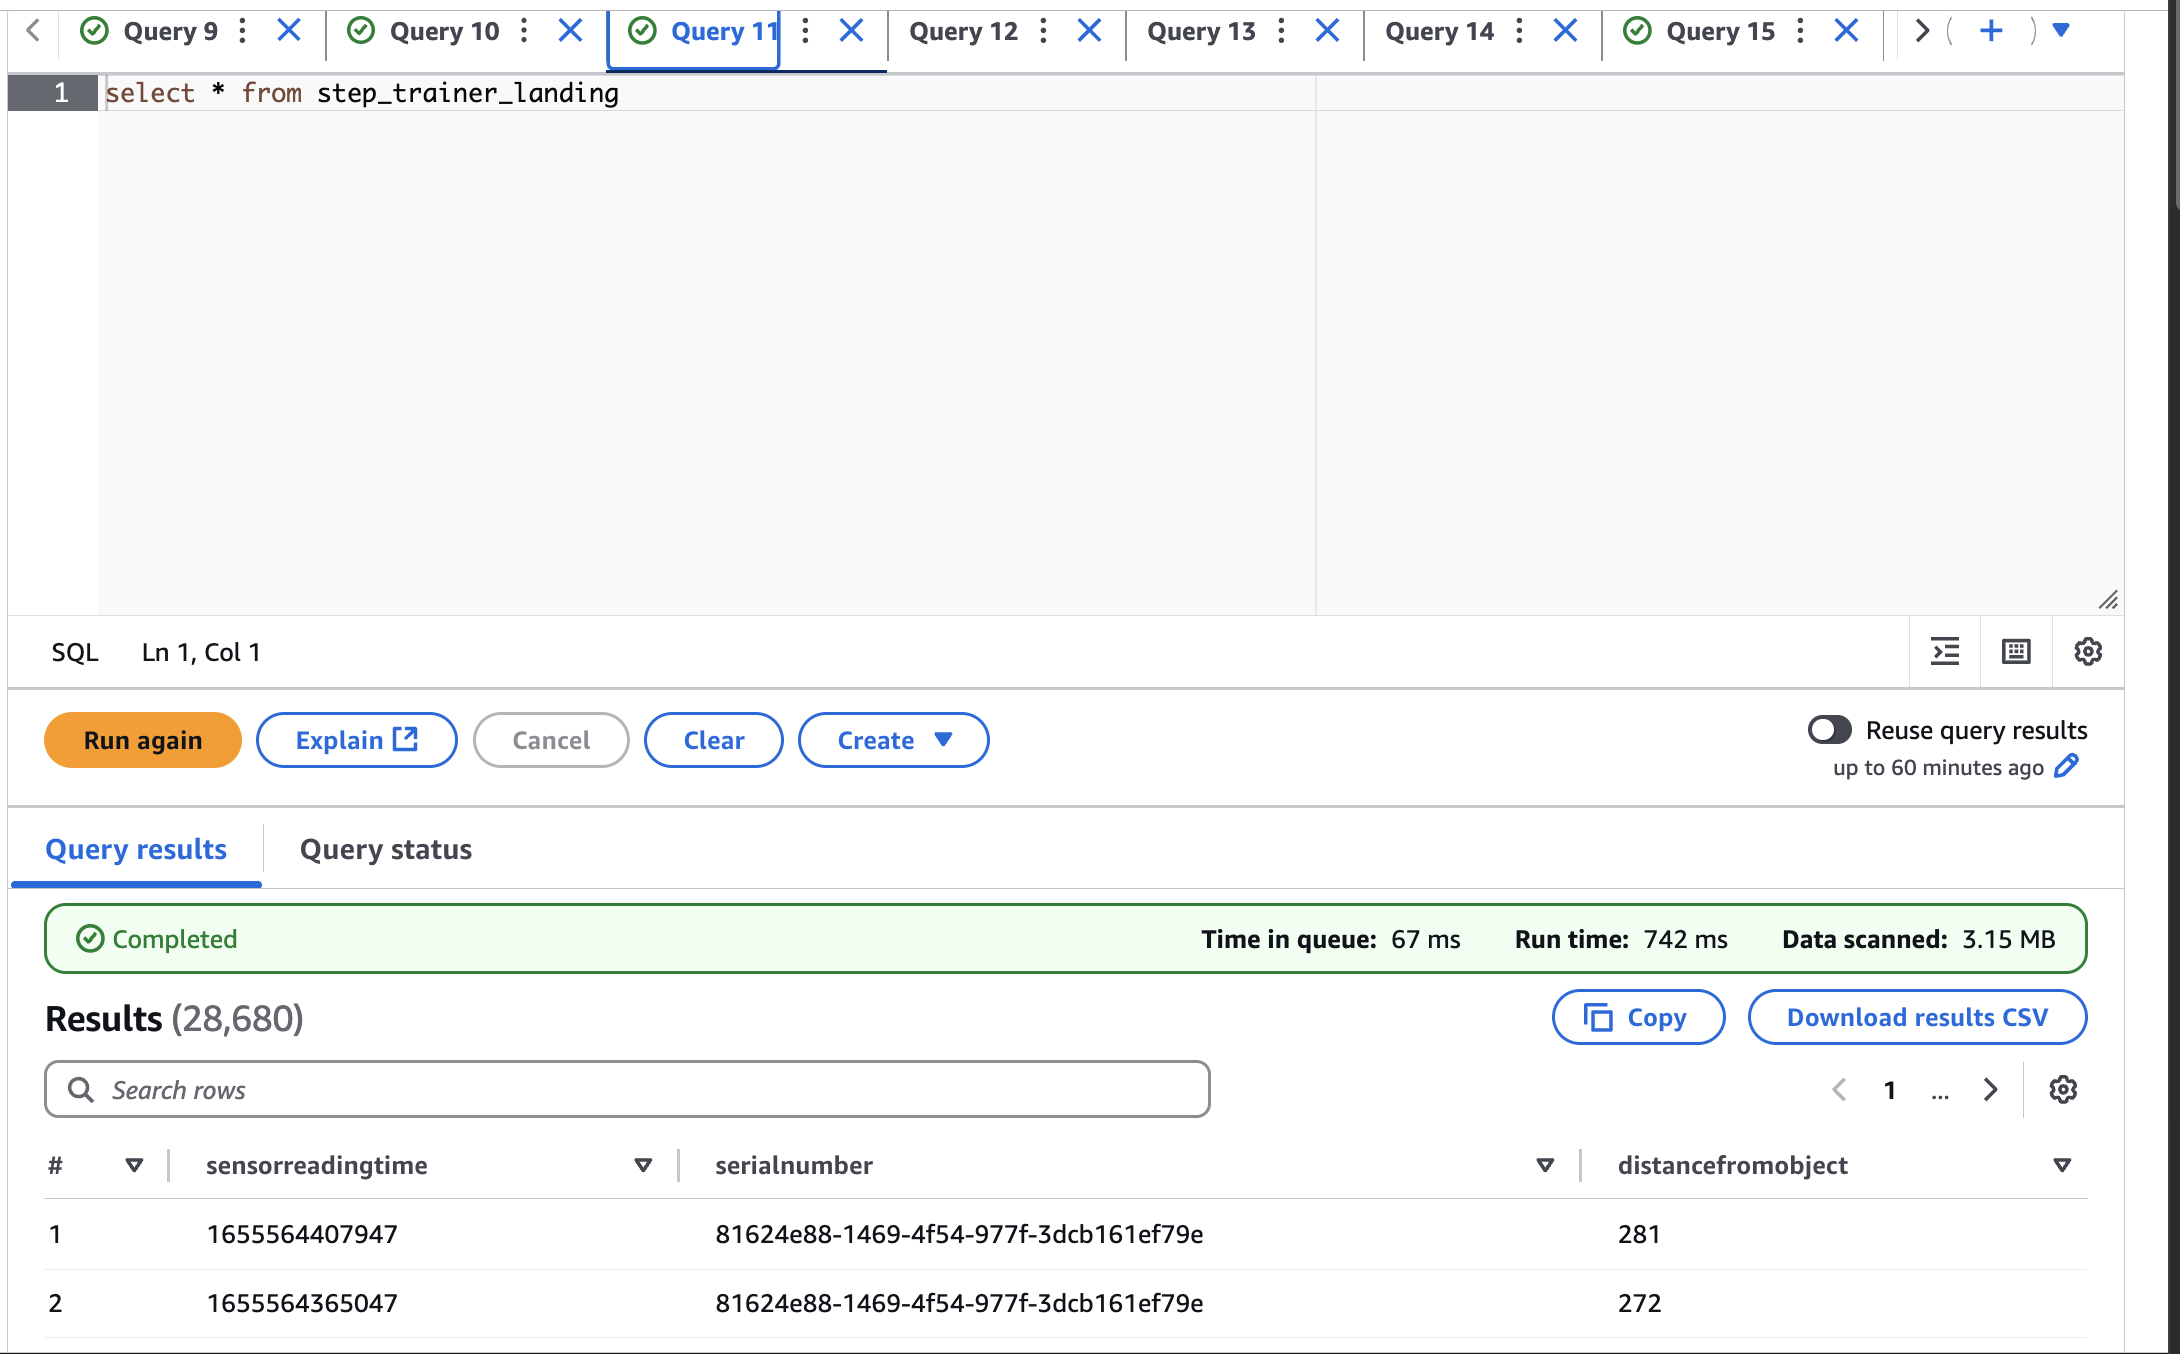 Query 9 Query 10 Query 11 Query 12 Query 13 Query 14 Query 15
1 select * from step_trainer_landing
SQL Ln 1, Col 1
Run again Explain Cancel Clear Create Reuse query results
up to 60 minutes ago
Query results Query status
Completed Time in queue: 67 ms Run time: 742 ms Data scanned: 3.15 MB
Results (28,680) Copy Download results CSV
Search rows 1 ...
# sensorreadingtime serialnumber distancefromobject
1 1655564407947 81624e88-1469-4f54-977f-3dcb161ef79e 281
2 1655564365047 81624e88-1469-4f54-977f-3dcb161ef79e 272